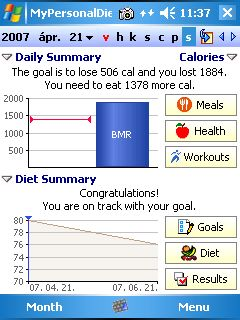 MyPersonalDie 11:37
2007 ápr. 21 v h k s c p s
Daily Summary Calories
The goal is to lose 506 cal and you lost 1884.
You need to eat 1378 more cal.
2000
1500
1000
500
0
BMR
Meals
Health
Workouts
Diet Summary
Congratulations!
You are on track with your goal.
80
78
76
74
72
70
07. 04. 21. 07. 06. 21.
Goals
Diet
Results
Month Menu